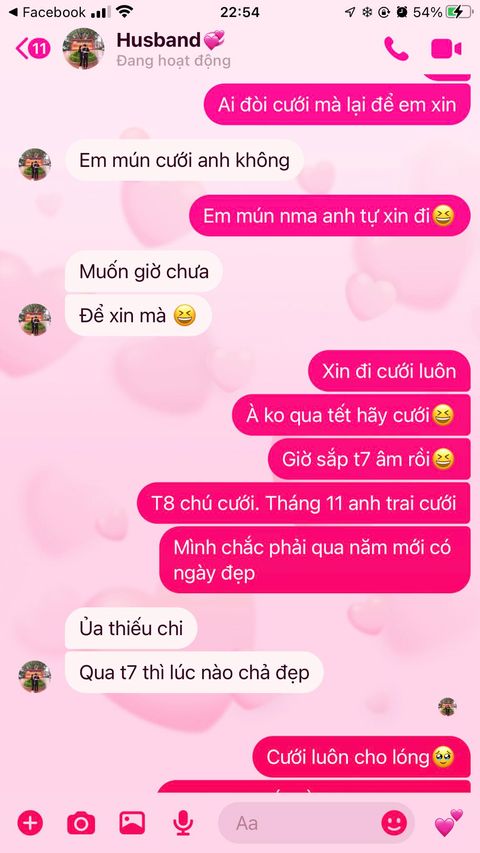 Facebook 22:54 54%
11 Husband
Đang hoạt động
Ai đòi cưới mà lại để em xin
Em mún cưới anh không
Em mún nma anh tự xin đi😆
Muốn giờ chưa
Để xin mà 😆
Xin đi cưới luôn
À ko qua tết hãy cưới😆
Giờ sắp t7 âm rồi😆
T8 chú cưới. Tháng 11 anh trai cưới
Mình chắc phải qua năm mới có
ngày đẹp
Ủa thiếu chi
Qua t7 thì lúc nào chả đẹp
Cưới luôn cho lóng🥹
Aa